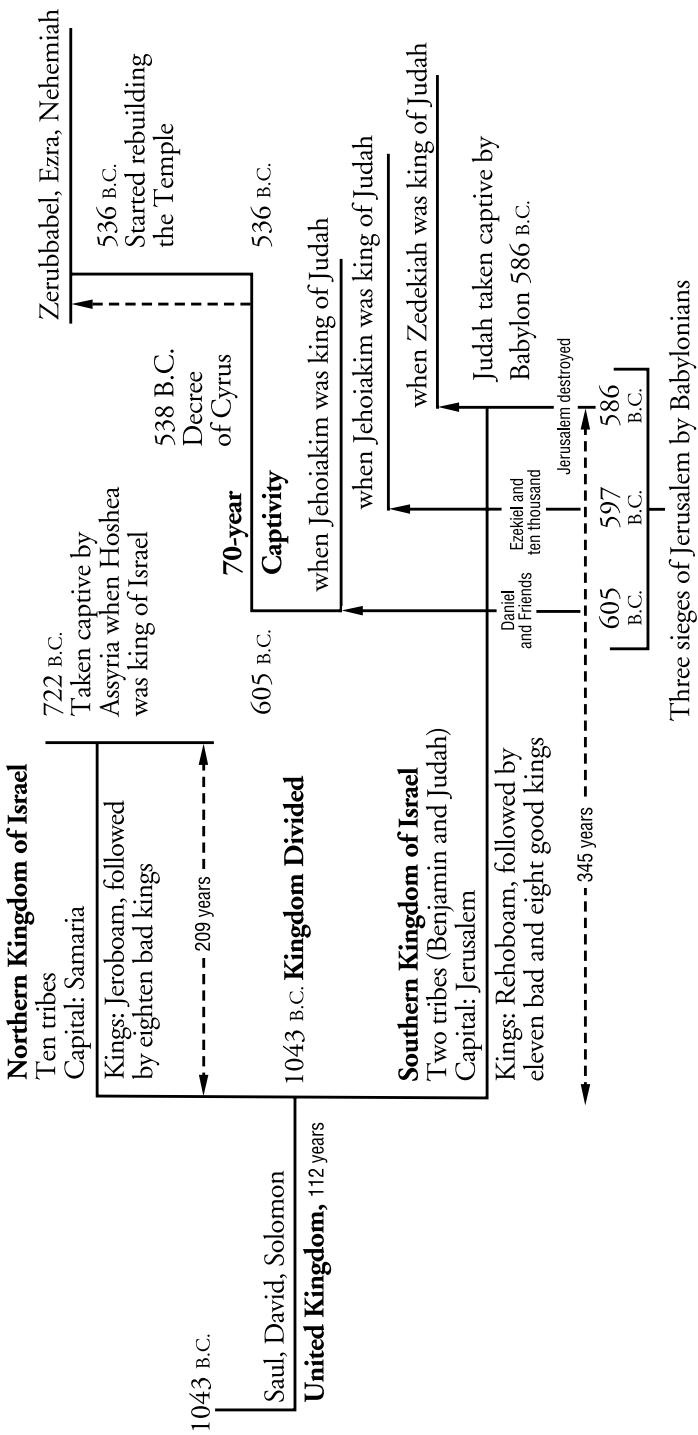 1043 B.C.
Saul, David, Solomon
United Kingdom, 112 years
Northern Kingdom of Israel
Ten tribes
Capital: Samaria
Kings: Jeroboam, followed
by eighten bad kings
209 years
722 B.C.
Taken captive by
Assyria when Hoshea
was king of Israel
1043 B.C. Kingdom Divided
Southern Kingdom of Israel
Two tribes (Benjamin and Judah)
Capital: Jerusalem
Kings: Rehoboam, followed by
eleven bad and eight good kings
345 years
605 B.C.
70-year
Captivity
538 B.C.
Decree
of Cyrus
Zerubbabel, Ezra, Nehemiah
536 B.C.
Started rebuilding
the Temple
536 B.C.
when Jehoiakim was king of Judah
when Jehoiakim was king of Judah
when Zedekiah was king of Judah
Judah taken captive by
Babylon 586 B.C.
Daniel
and Friends
Ezekiel and
ten thousand
Jerusalem destroyed
605 597 586
B.C. B.C. B.C.
Three sieges of Jerusalem by Babylonians